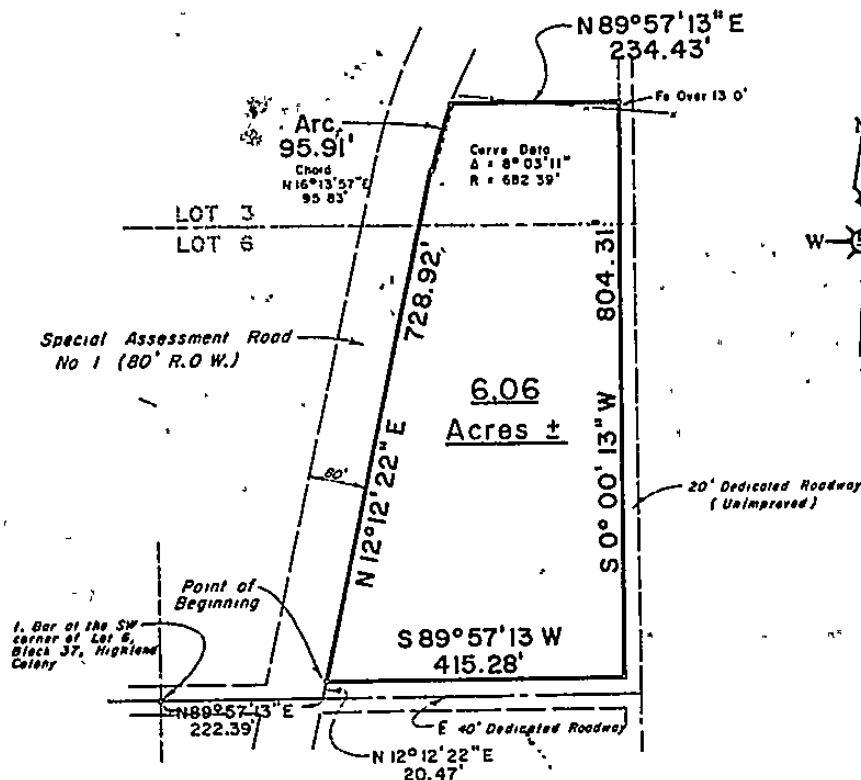 N 89° 57' 13" E
234.43'
Fe Over 13 0'
Arc
95.91'
Chord
N 16° 13' 57" E
95 83'
Curve Data
Δ = 8° 03' 11"
R = 682 39'
LOT 3
LOT 6
W
728.92'
804.31'
Special Assessment Road
No 1 (80' R.O W.)
6.06
Acres ±
80'
N 12° 12' 22" E
S 0° 00' 13" W
20' Dedicated Roadway
(Unimproved)
Point of
Beginning
1. Bar at the SW
corner of Lot 6,
Block 37, Highland
Colony
S 89° 57' 13 W
415.28'
N 89° 57' 13" E
222.39'
E 40' Dedicated Roadway
N 12° 12' 22" E
20.47'